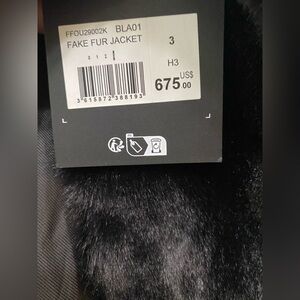 FFOU29002K BLA01
FAKE FUR JACKET 3
H3
675 US$ 00
3615872388193